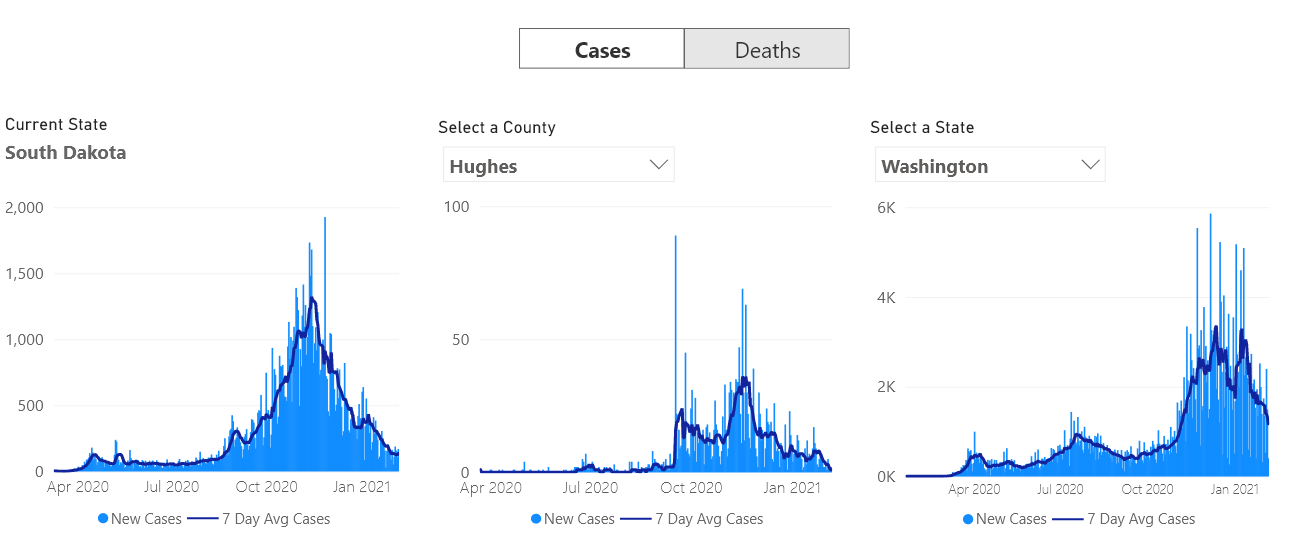 Cases Deaths
Current State
South Dakota
2,000
1,500
1,000
500
0
Apr 2020 Jul 2020 Oct 2020 Jan 2021
New Cases 7 Day Avg Cases
Select a County
Hughes
100
50
0
Apr 2020 Jul 2020 Oct 2020 Jan 2021
New Cases 7 Day Avg Cases
Select a State
Washington
6K
4K
2K
0K
Apr 2020 Jul 2020 Oct 2020 Jan 2021
New Cases 7 Day Avg Cases